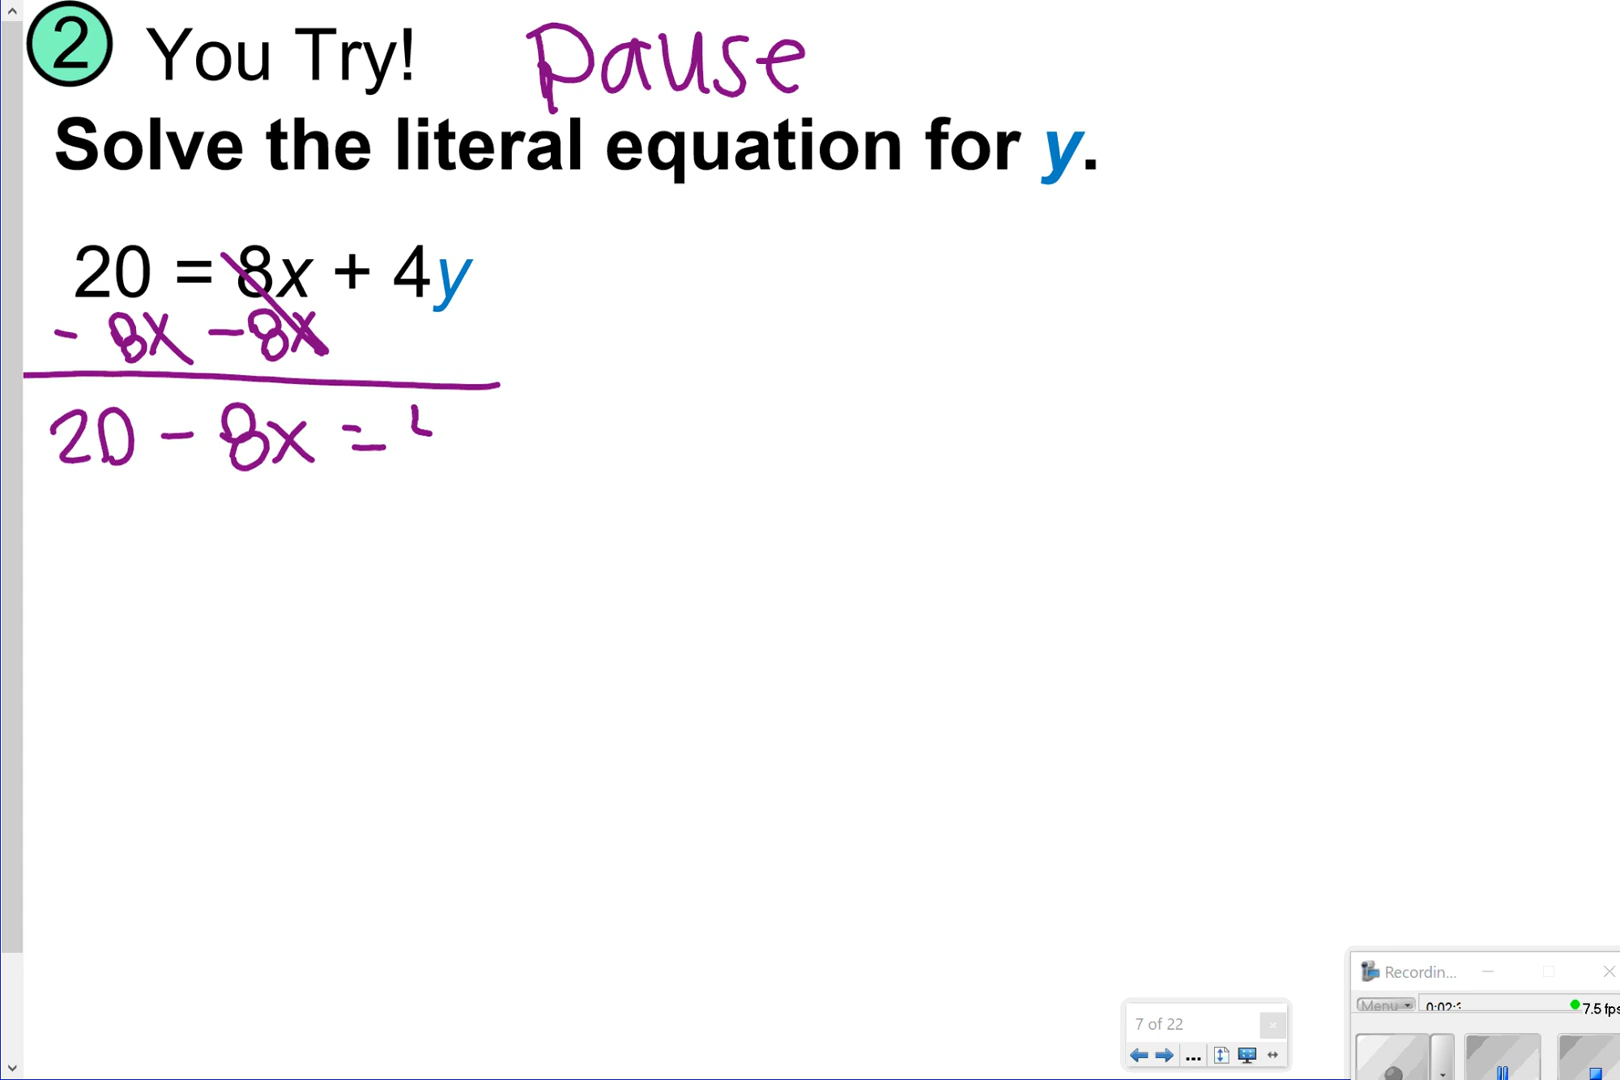 2 You Try! pause
Solve the literal equation for y.
20 = 8x + 4y
- 8x - 8x
20 - 8x =
Recordin...
Menu
7.5 fps
7 of 22
...